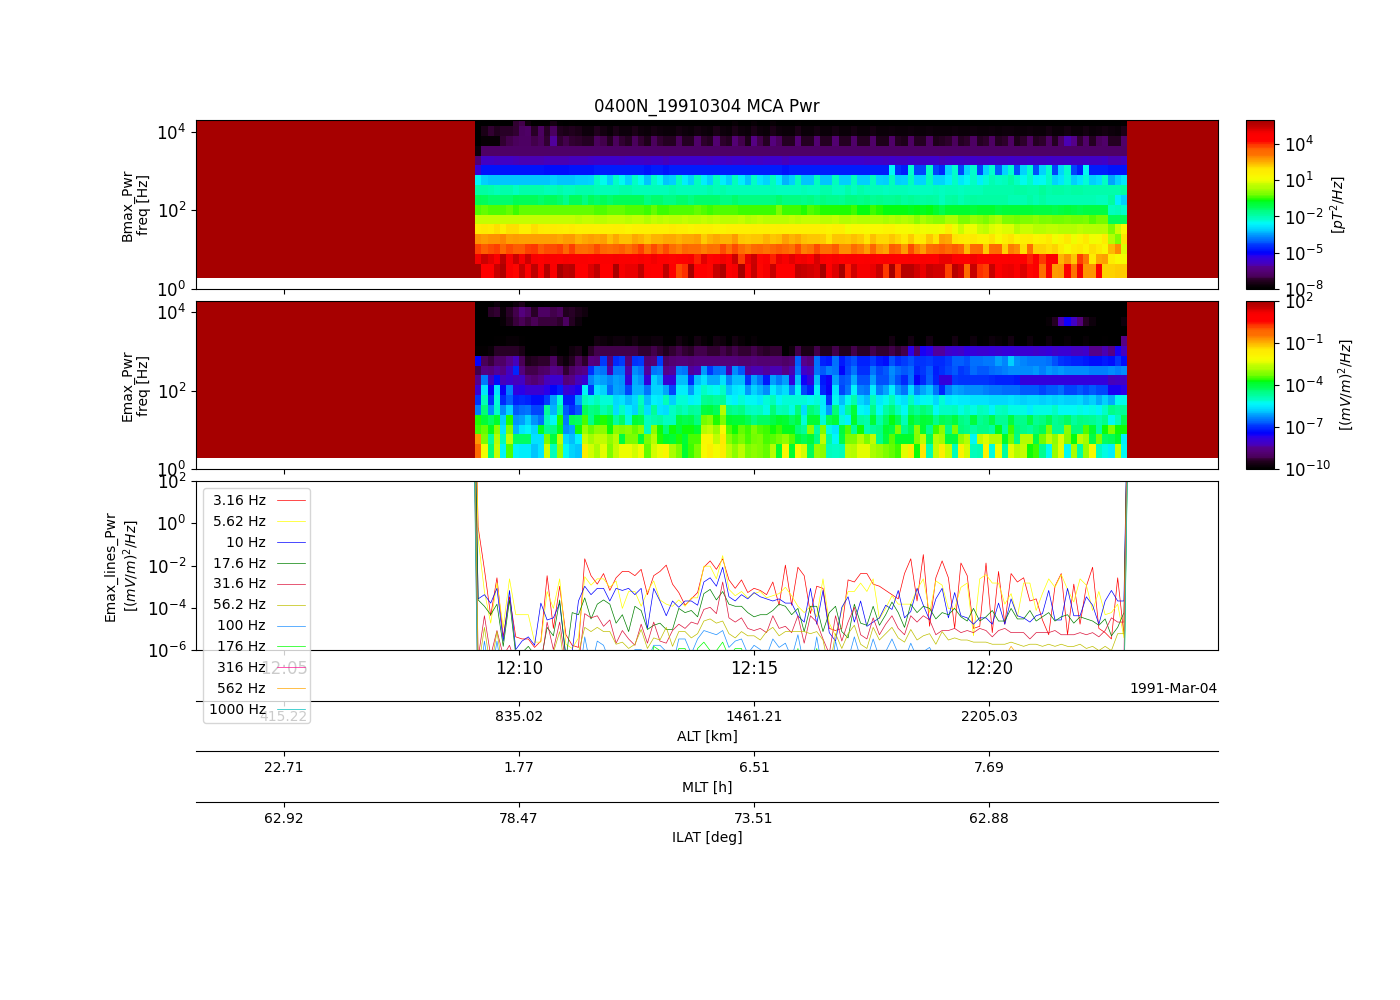 0400N_19910304 MCA Pwr
10^4
10^2
10^0
Bmax_Pwr
freq [Hz]
10^4
10^1
10^-2
10^-5
10^-8
[pT^2/Hz]
10^4
10^2
10^0
Emax_Pwr
freq [Hz]
10^2
10^-1
10^-4
10^-7
10^-10
[(mV/m)^2/Hz]
10^2
10^0
10^-2
10^-4
10^-6
Emax_lines_Pwr
[(mV/m)^2/Hz]
3.16 Hz
5.62 Hz
10 Hz
17.6 Hz
31.6 Hz
56.2 Hz
100 Hz
176 Hz
316 Hz
562 Hz
1000 Hz
12:05 12:10 12:15 12:20
1991-Mar-04
415.22 835.02 1461.21 2205.03
ALT [km]
22.71 1.77 6.51 7.69
MLT [h]
62.92 78.47 73.51 62.88
ILAT [deg]